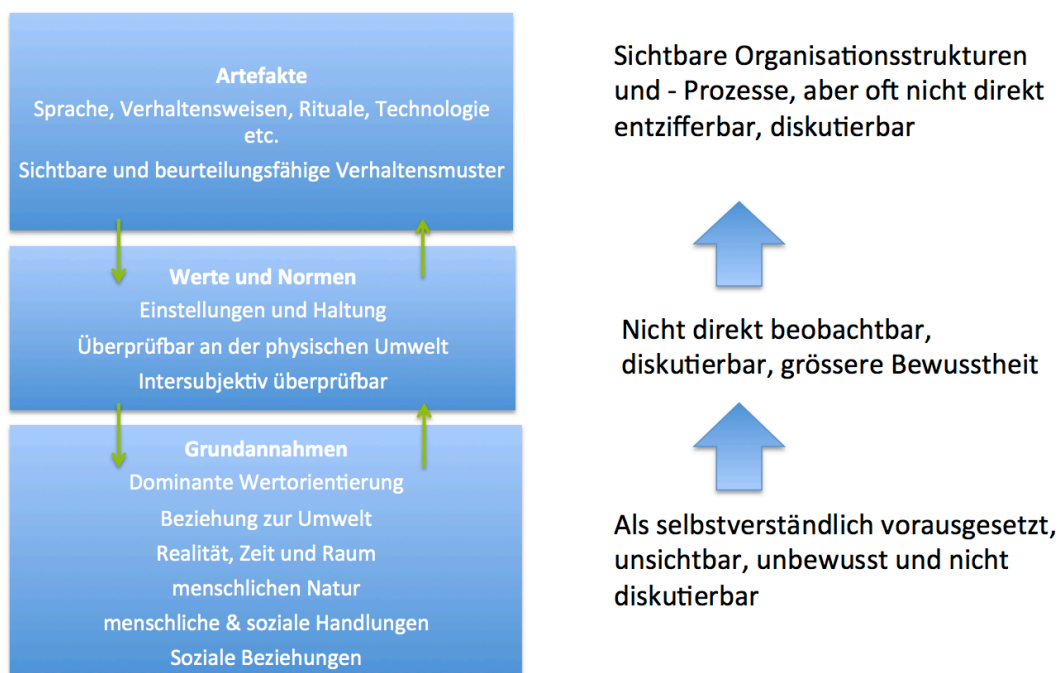 Artefakte
Sprache, Verhaltensweisen, Rituale, Technologie
etc.
Sichtbare und beurteilungsfähige Verhaltensmuster
Sichtbare Organisationsstrukturen
und - Prozesse, aber oft nicht direkt
entzifferbar, diskutierbar
Werte und Normen
Einstellungen und Haltung
Überprüfbar an der physischen Umwelt
Intersubjektiv überprüfbar
Nicht direkt beobachtbar,
diskutierbar, grössere Bewusstheit
Grundannahmen
Dominante Wertorientierung
Beziehung zur Umwelt
Realität, Zeit und Raum
menschlichen Natur
menschliche & soziale Handlungen
Soziale Beziehungen
Als selbstverständlich vorausgesetzt,
unsichtbar, unbewusst und nicht
diskutierbar